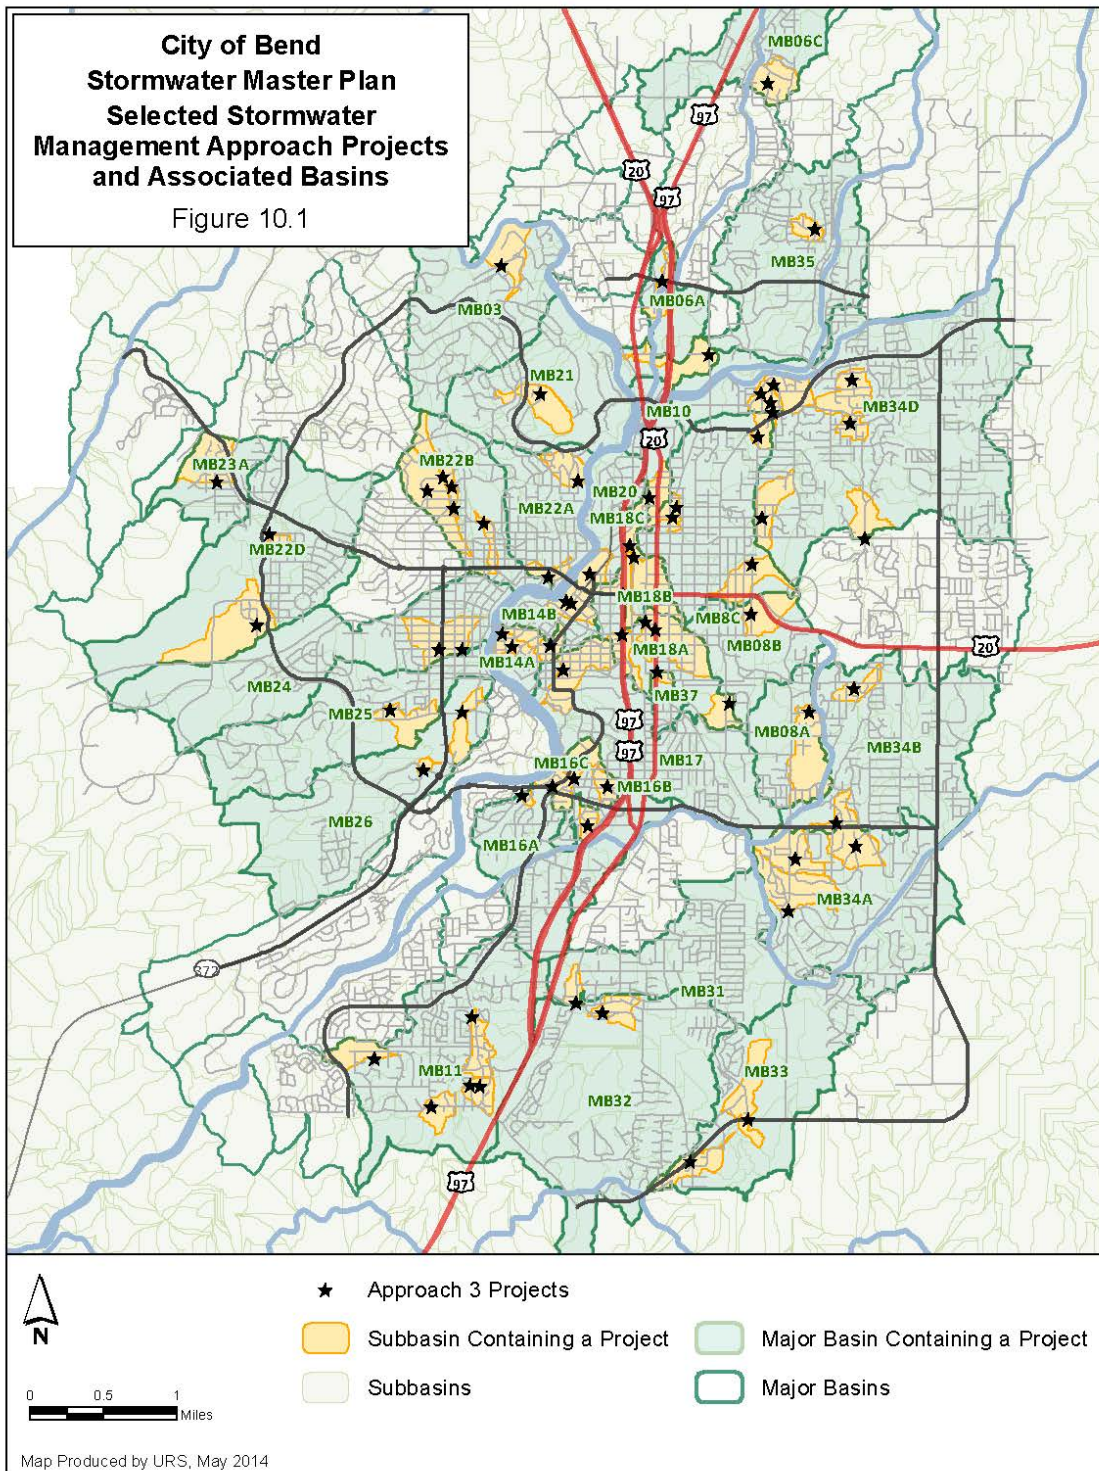 City of Bend
Stormwater Master Plan
Selected Stormwater
Management Approach Projects
and Associated Basins
Figure 10.1
MB06C
97
20
97
MB35
MB06A
MB03
MB21
MB10
MB34D
20
MB23A
MB22B
MB20
MB22A
MB18C
MB22D
MB18B
MB14B
MB8C
MB08B
MB18A
MB14A
20
MB24
MB37
MB25
97
MB08A
MB34B
97
MB17
MB16C
MB16B
MB26
MB16A
MB34A
372
MB31
MB11
MB33
MB32
97
N
Approach 3 Projects
Subbasin Containing a Project
Major Basin Containing a Project
Subbasins
Major Basins
0 0.5 1
Miles
Map Produced by URS, May 2014